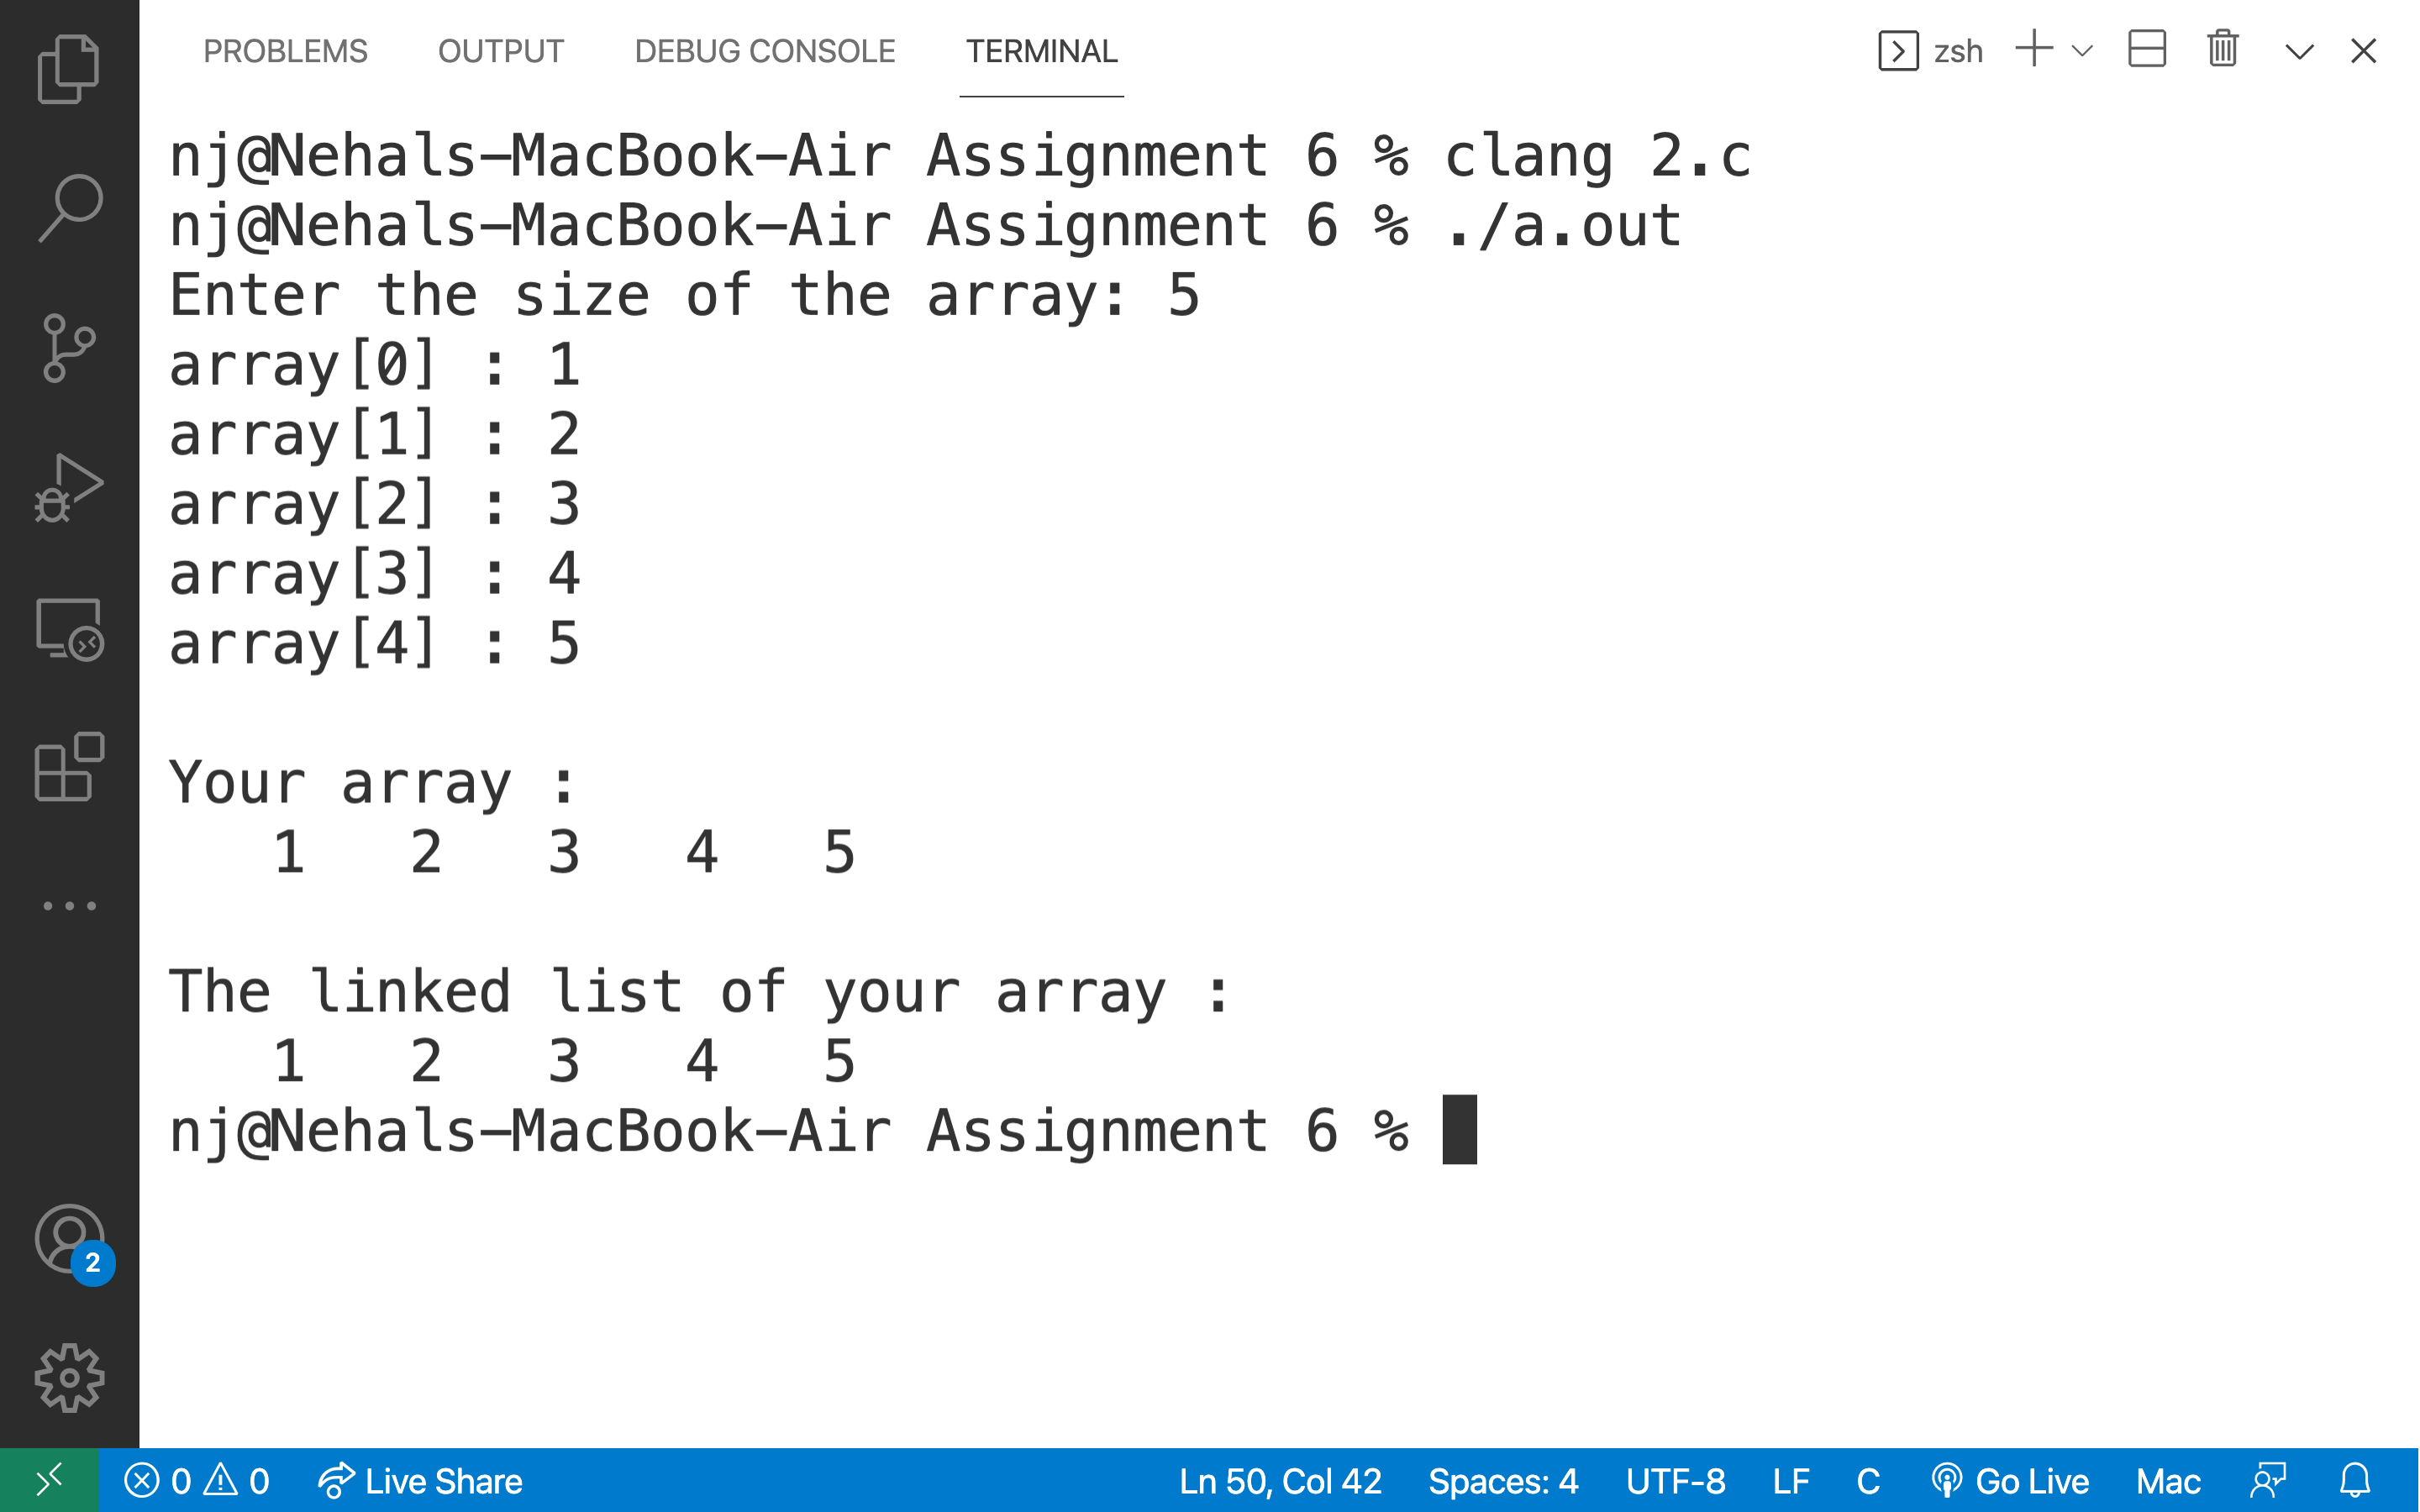 PROBLEMS OUTPUT DEBUG CONSOLE TERMINAL zsh
nj@Nehals-MacBook-Air Assignment 6 % clang 2.c
nj@Nehals-MacBook-Air Assignment 6 % ./a.out
Enter the size of the array: 5
array[0] : 1
array[1] : 2
array[2] : 3
array[3] : 4
array[4] : 5
Your array :
1 2 3 4 5
The linked list of your array :
1 2 3 4 5
nj@Nehals-MacBook-Air Assignment 6 %
2
0 0 Live Share Ln 50, Col 42 Spaces: 4 UTF-8 LF C Go Live Mac